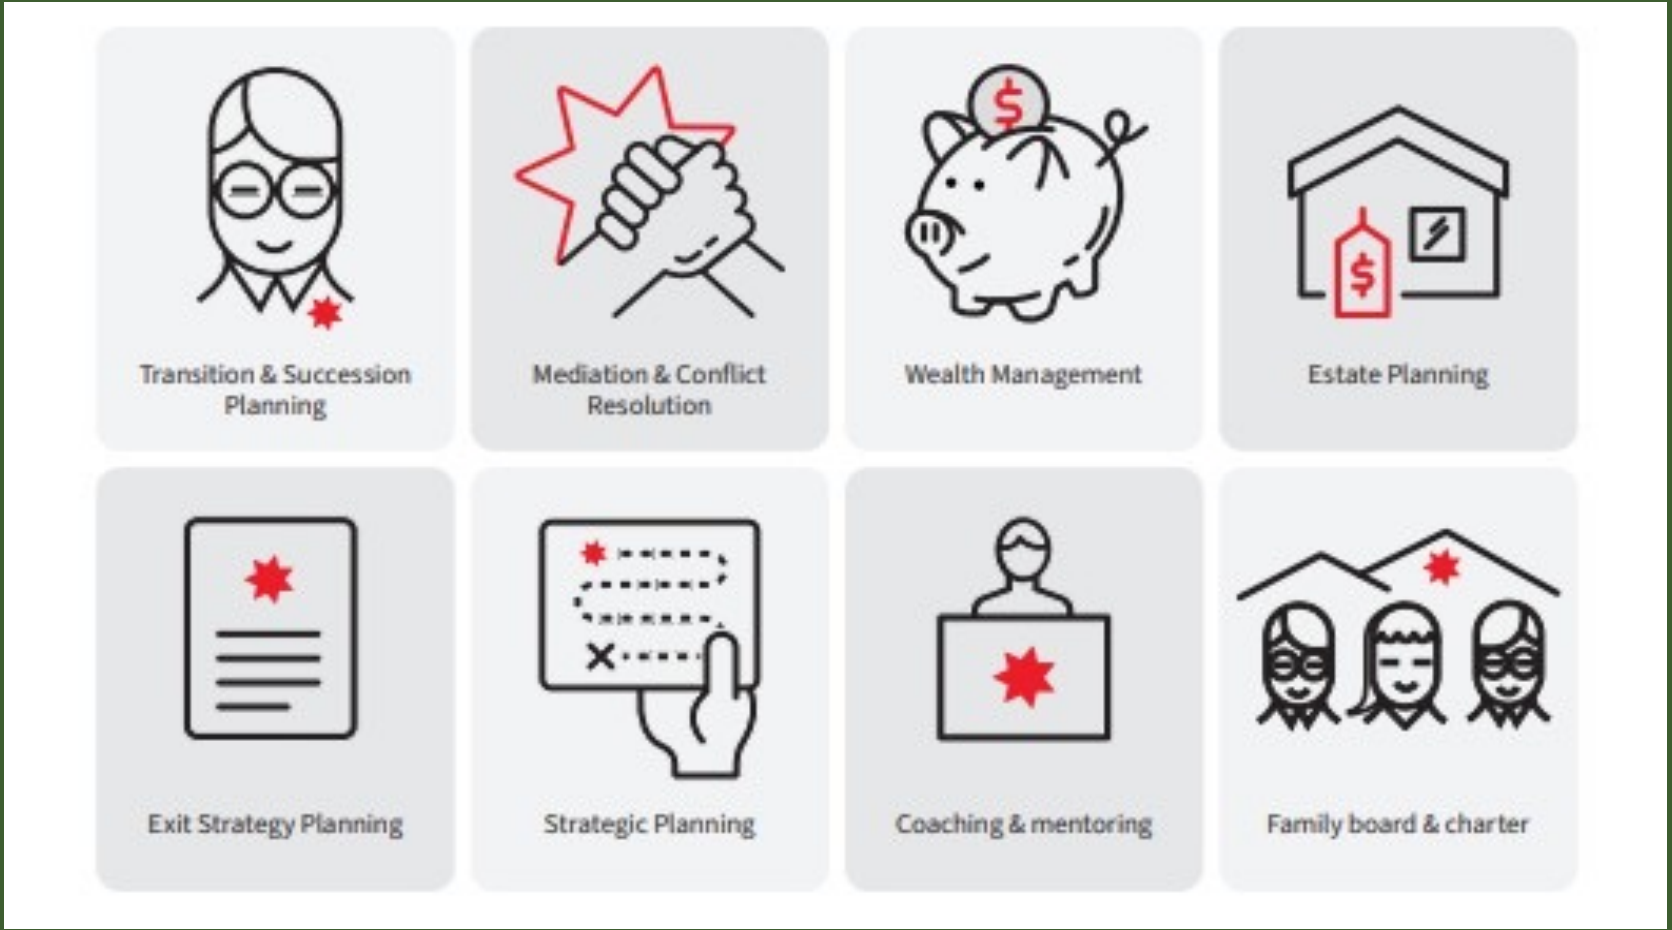 $
$
Transition & Succession
Planning
Mediation & Conflict
Resolution
Wealth Management
Estate Planning
Exit Strategy Planning
Strategic Planning
Coaching & mentoring
Family board & charter